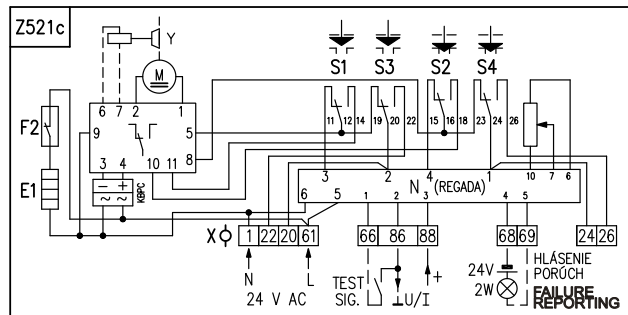 Z521c
Y
S1 S3 S2 S4
M
6 7 2 1
F2
9 5
11 12 14 19 20 22 15 16 18 23 24 26
8
3 4 10 11
E1
− +
~ ~
KBPC
3 2 4 1 10 7 6
N (REGADA)
6 5 1 2 3 4 5
X 1 22 20 61 66 86 88 68 69 24 26
N L
24 V AC
TEST
SIG.
U/I
+
24V
2W
HLÁSENIE
PORÚCH
FAILURE
REPORTING